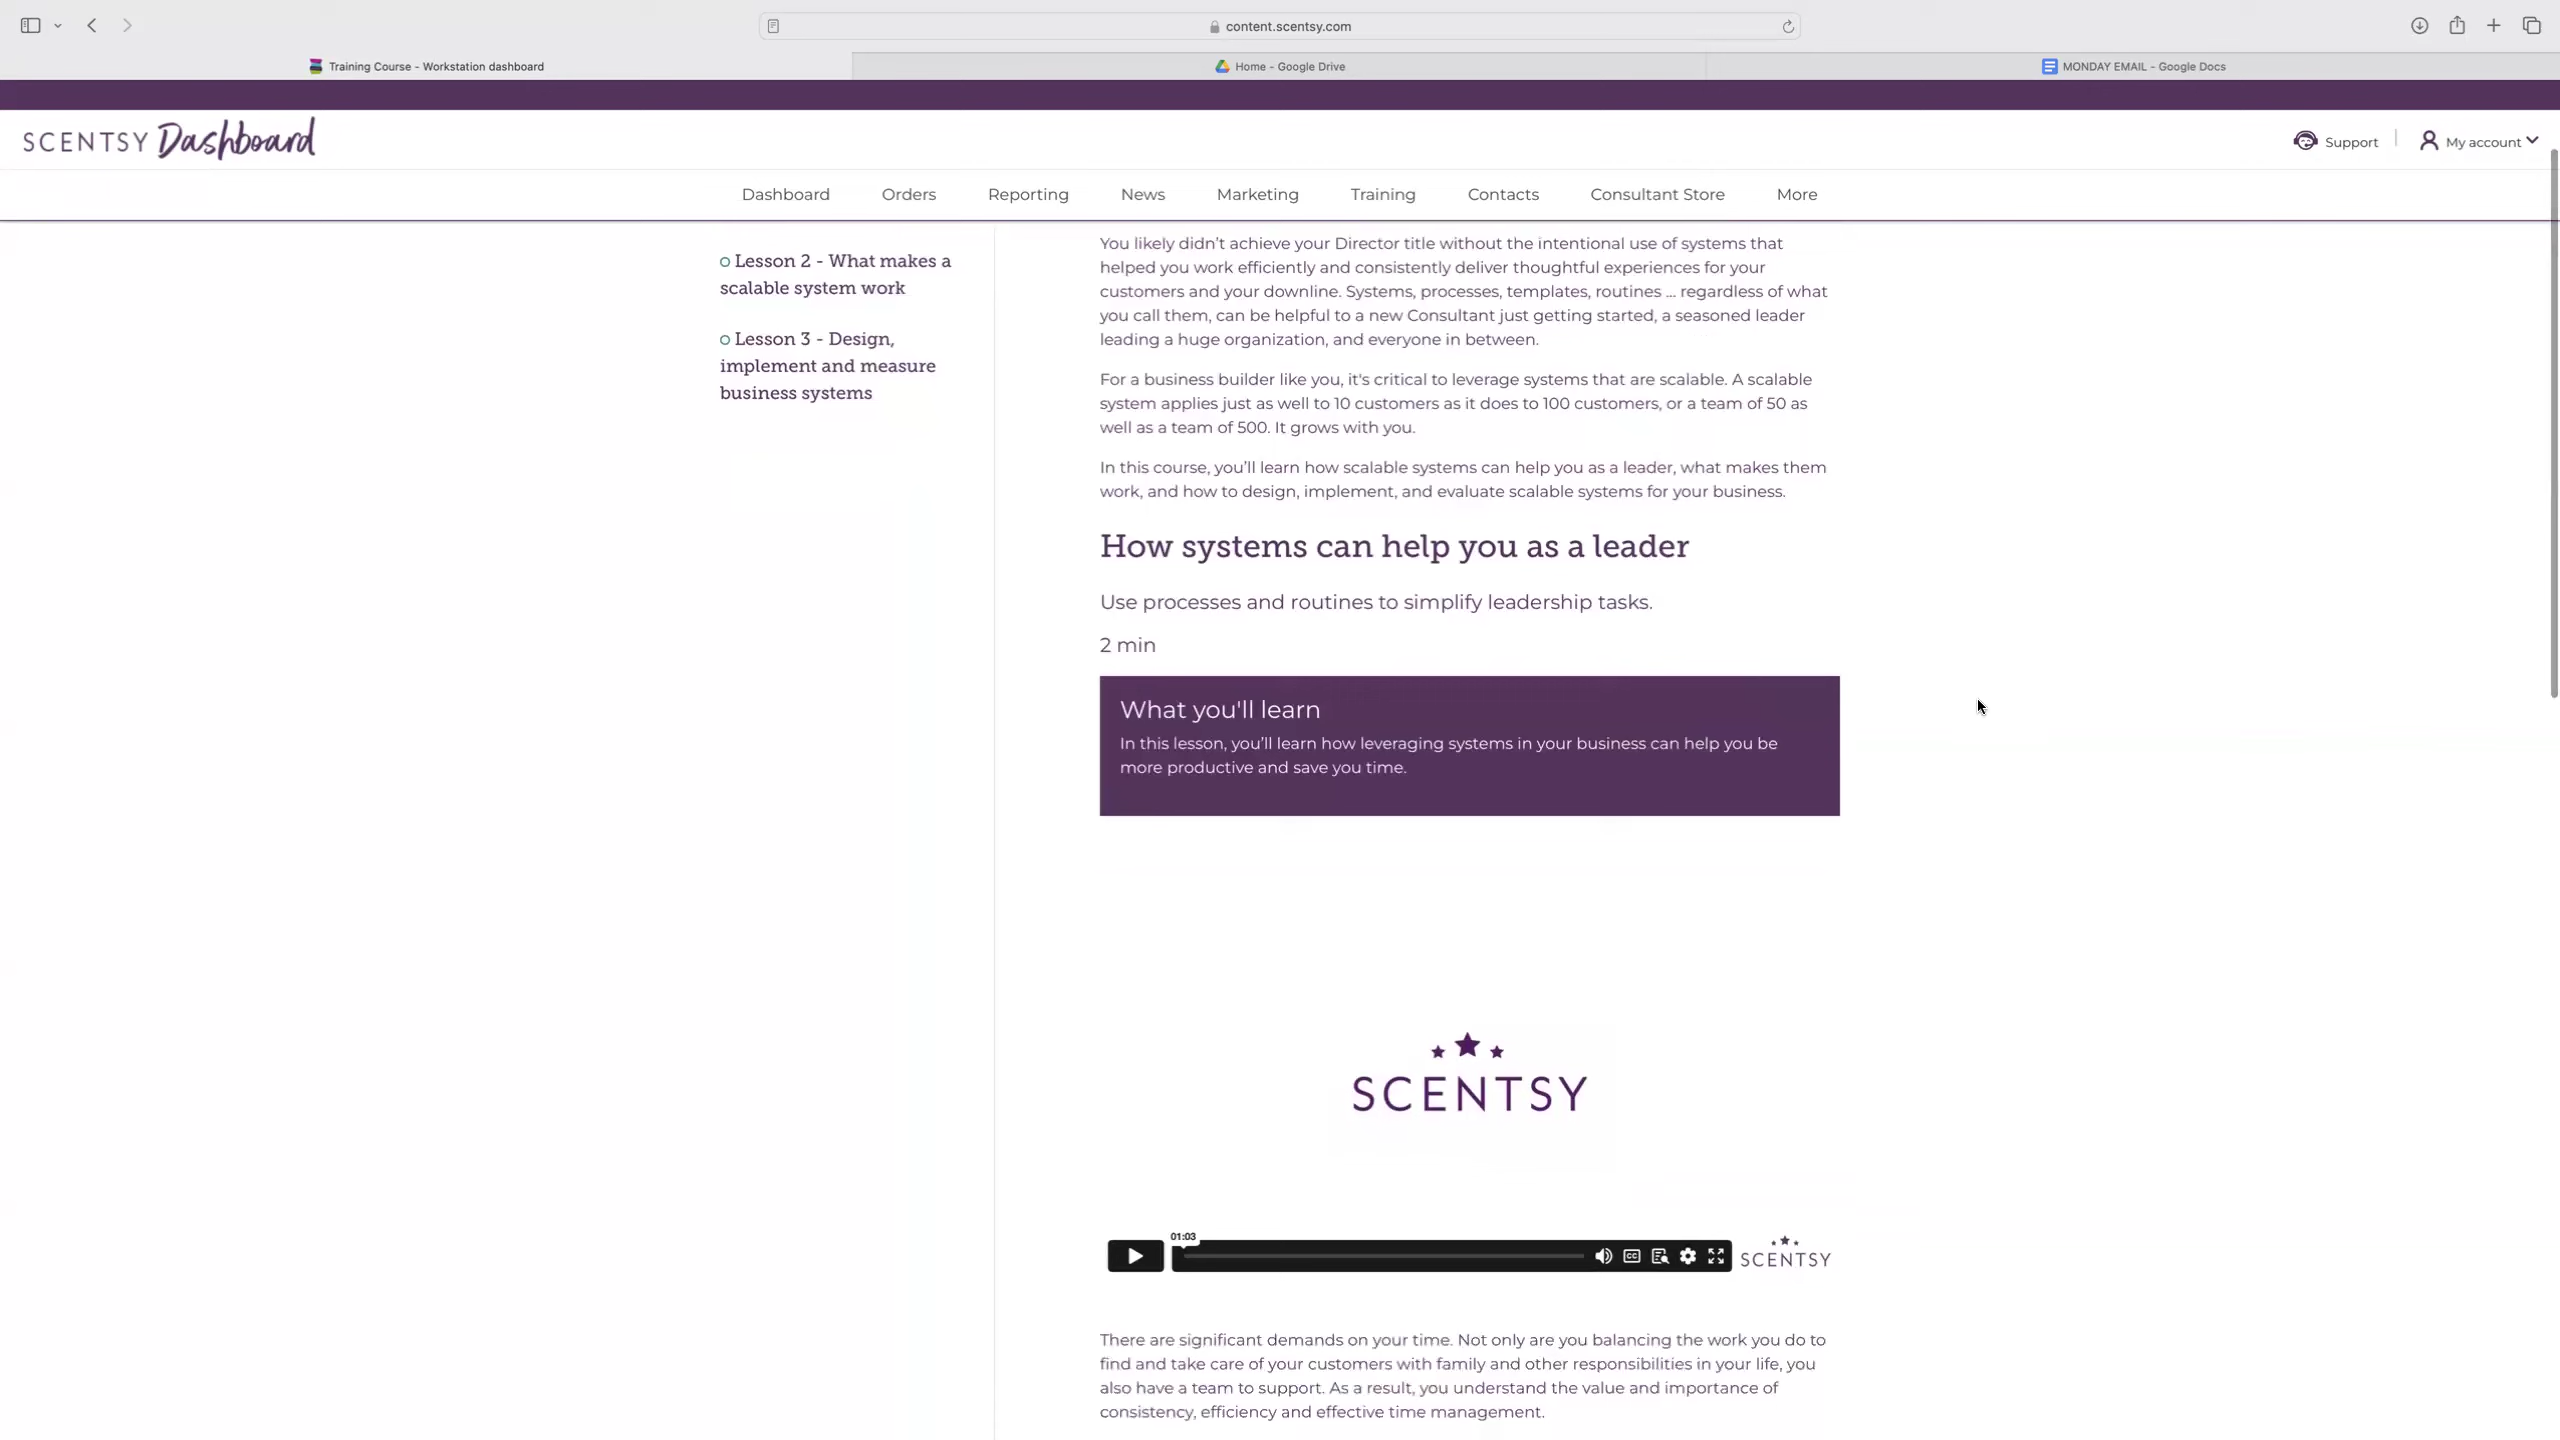 content.scentsy.com
Training Course - Workstation dashboard
Home - Google Drive
MONDAY EMAIL - Google Docs
SCENTSY Dashboard
Support
My account
Dashboard
Orders
Reporting
News
Marketing
Training
Contacts
Consultant Store
More
Lesson 2 - What makes a
scalable system work
Lesson 3 - Design,
implement and measure
business systems
You likely didn’t achieve your Director title without the intentional use of systems that
helped you work efficiently and consistently deliver thoughtful experiences for your
customers and your downline. Systems, processes, templates, routines … regardless of what
you call them, can be helpful to a new Consultant just getting started, a seasoned leader
leading a huge organization, and everyone in between.
For a business builder like you, it's critical to leverage systems that are scalable. A scalable
system applies just as well to 10 customers as it does to 100 customers, or a team of 50 as
well as a team of 500. It grows with you.
In this course, you’ll learn how scalable systems can help you as a leader, what makes them
work, and how to design, implement, and evaluate scalable systems for your business.
How systems can help you as a leader
Use processes and routines to simplify leadership tasks.
2 min
What you'll learn
In this lesson, you’ll learn how leveraging systems in your business can help you be
more productive and save you time.
SCENTSY
01:03
CC
SCENTSY
There are significant demands on your time. Not only are you balancing the work you do to
find and take care of your customers with family and other responsibilities in your life, you
also have a team to support. As a result, you understand the value and importance of
consistency, efficiency and effective time management.